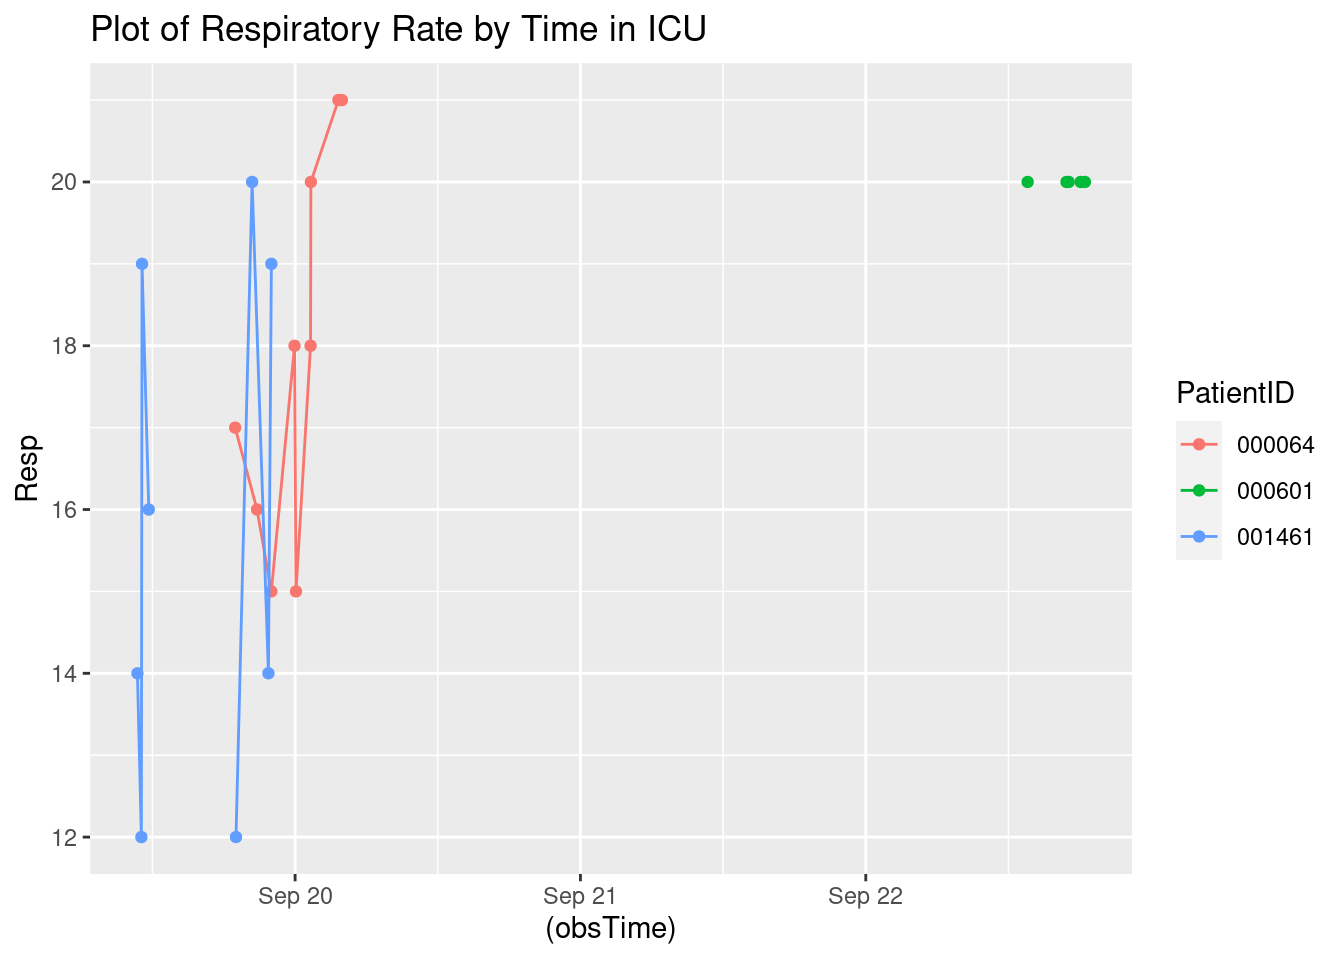 Plot of Respiratory Rate by Time in ICU
20
18
16
14
12
Resp
Sep 20
Sep 21
Sep 22
(obsTime)
PatientID
000064
000601
001461